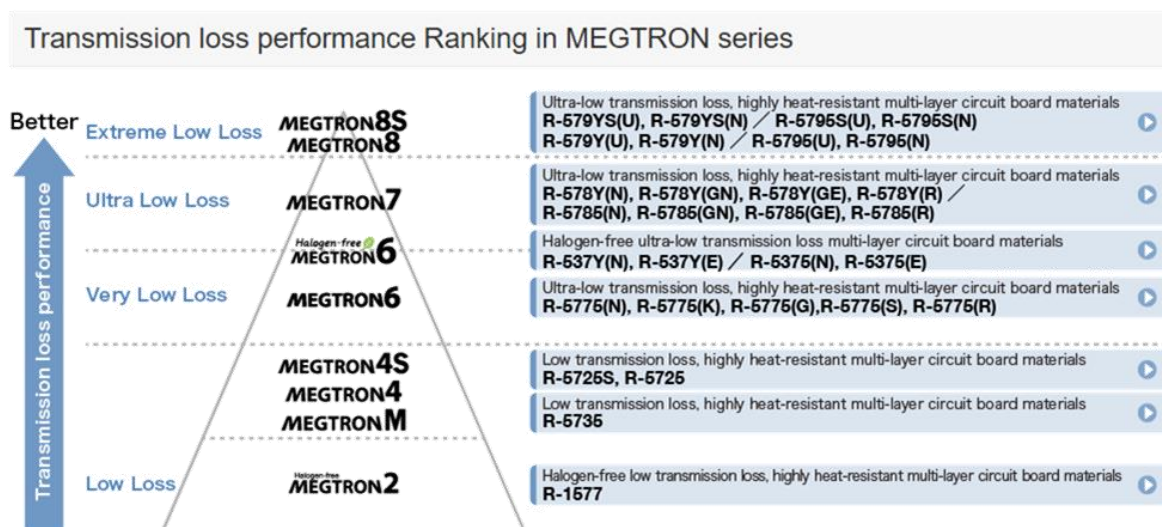 Transmission loss performance Ranking in MEGTRON series
Better
Transmission loss performance
Extreme Low Loss
MEGTRON8S
MEGTRON8
Ultra-low transmission loss, highly heat-resistant multi-layer circuit board materials
R-579YS(U), R-579YS(N) ／ R-5795S(U), R-5795S(N)
R-579Y(U), R-579Y(N) ／ R-5795(U), R-5795(N)
Ultra Low Loss
MEGTRON7
Ultra-low transmission loss, highly heat-resistant multi-layer circuit board materials
R-578Y(N), R-578Y(GN), R-578Y(GE), R-578Y(R) ／
R-5785(N), R-5785(GN), R-5785(GE), R-5785(R)
Halogen-free
MEGTRON6
Halogen-free ultra-low transmission loss multi-layer circuit board materials
R-537Y(N), R-537Y(E) ／ R-5375(N), R-5375(E)
Very Low Loss
MEGTRON6
Ultra-low transmission loss, highly heat-resistant multi-layer circuit board materials
R-5775(N), R-5775(K), R-5775(G),R-5775(S), R-5775(R)
MEGTRON4S
MEGTRON4
MEGTRONM
Low transmission loss, highly heat-resistant multi-layer circuit board materials
R-5725S, R-5725
Low transmission loss, highly heat-resistant multi-layer circuit board materials
R-5735
Low Loss
Halogen-free
MEGTRON2
Halogen-free low transmission loss, highly heat-resistant multi-layer circuit board materials
R-1577